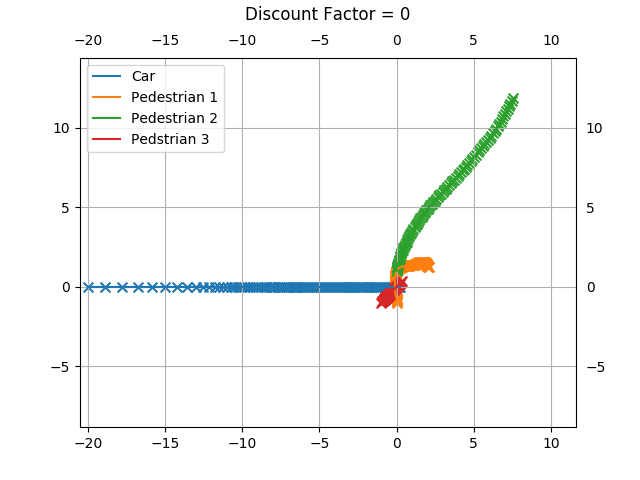 Discount Factor = 0
−20 −15 −10 −5 0 5 10
Car
Pedestrian 1
Pedestrian 2
Pedstrian 3
10 10
5 5
0 0
−5 −5
−20 −15 −10 −5 0 5 10